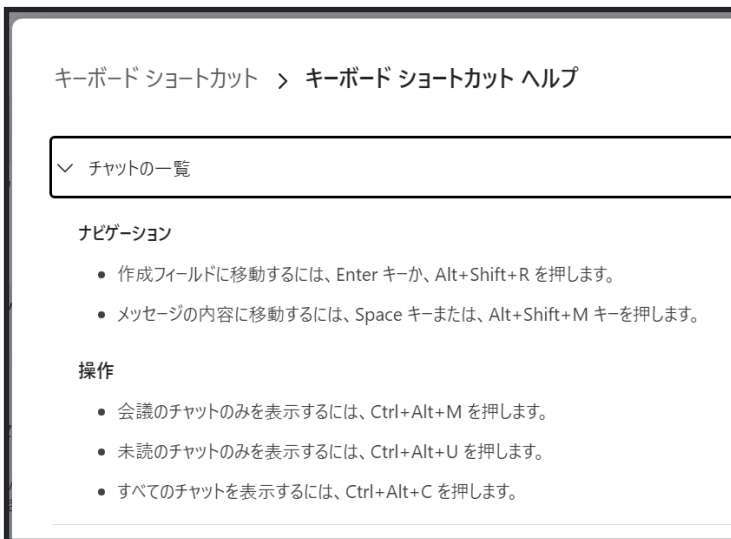 キーボード ショートカット > キーボード ショートカット ヘルプ
チャットの一覧
ナビゲーション
• 作成フィールドに移動するには、Enter キーか、Alt+Shift+R を押します。
• メッセージの内容に移動するには、Space キーまたは、Alt+Shift+M キーを押します。
操作
• 会議のチャットのみを表示するには、Ctrl+Alt+M を押します。
• 未読のチャットのみを表示するには、Ctrl+Alt+U を押します。
• すべてのチャットを表示するには、Ctrl+Alt+C を押します。